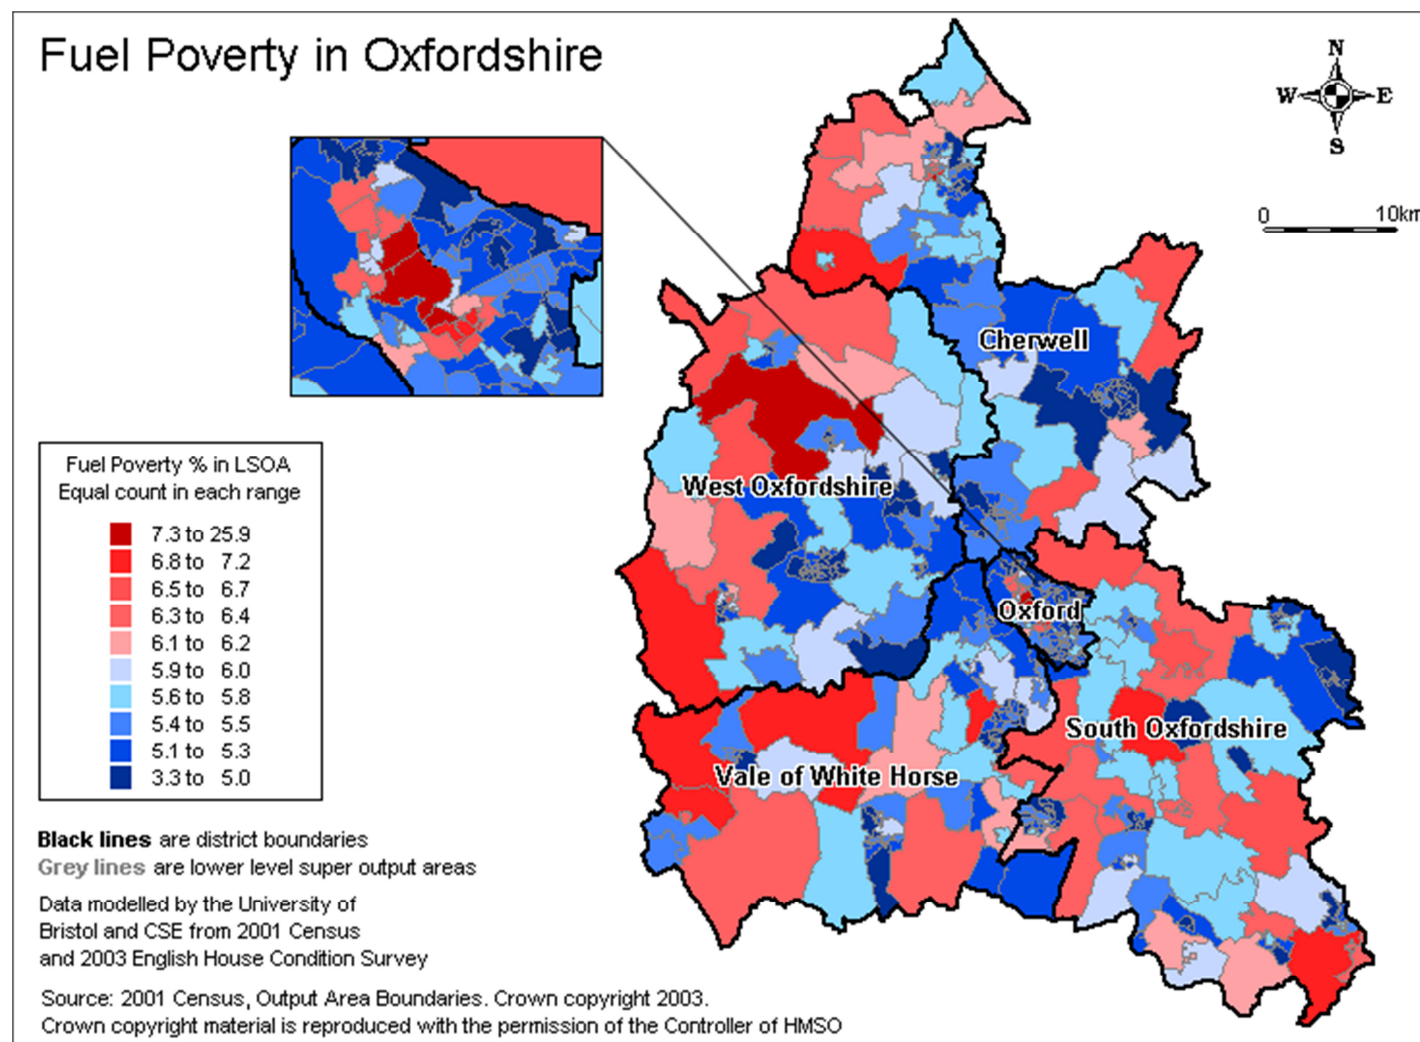 Fuel Poverty in Oxfordshire
N
W E
S
0 10km
Cherwell
West Oxfordshire
Oxford
South Oxfordshire
Vale of White Horse
Fuel Poverty % in LSOA
Equal count in each range
7.3 to 25.9
6.8 to 7.2
6.5 to 6.7
6.3 to 6.4
6.1 to 6.2
5.9 to 6.0
5.6 to 5.8
5.4 to 5.5
5.1 to 5.3
3.3 to 5.0
Black lines are district boundaries
Grey lines are lower level super output areas
Data modelled by the University of
Bristol and CSE from 2001 Census
and 2003 English House Condition Survey
Source: 2001 Census, Output Area Boundaries. Crown copyright 2003.
Crown copyright material is reproduced with the permission of the Controller of HMSO